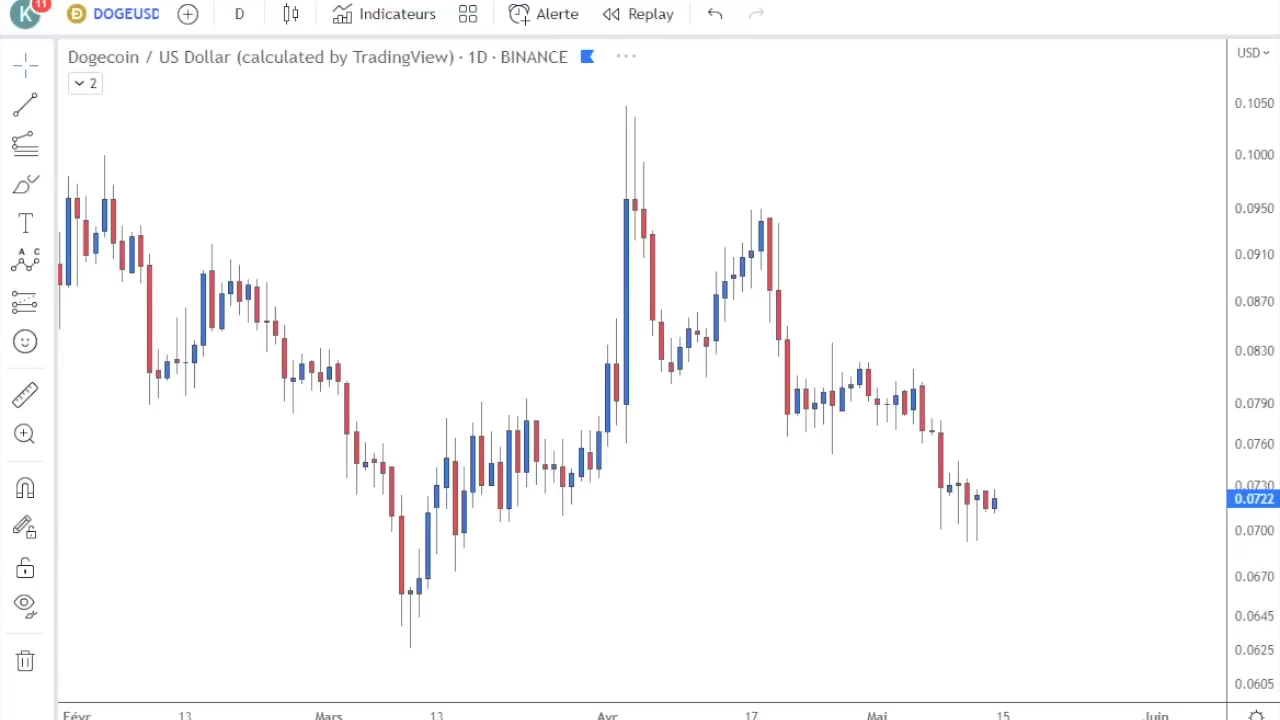 K 11 DOGEUSD D Indicateurs Alerte Replay
Dogecoin / US Dollar (calculated by TradingView) · 1D · BINANCE
USD
2
0.1050
0.1000
0.0950
0.0910
0.0870
0.0830
0.0790
0.0760
0.0730
0.0722
0.0700
0.0670
0.0645
0.0625
0.0605
T
A C
Févr 13 Mars 13 Avr 17 Mai 15 Juin